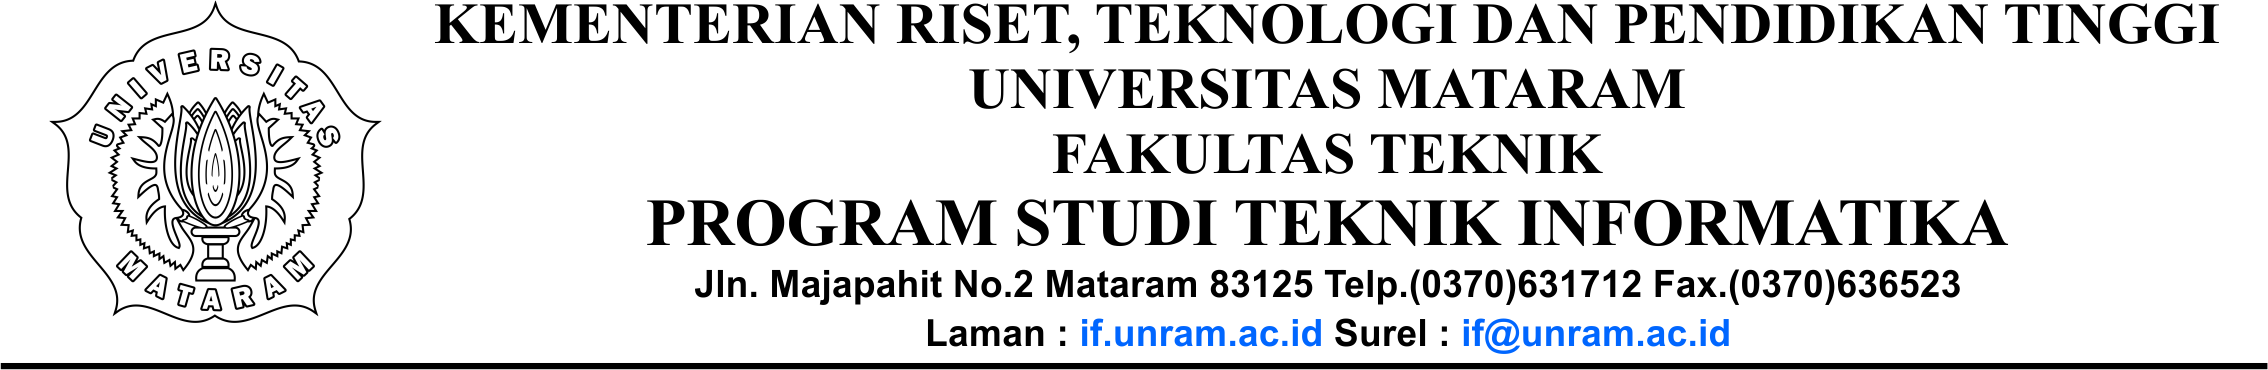 UNIVERSITAS
MATARAM
KEMENTERIAN RISET, TEKNOLOGI DAN PENDIDIKAN TINGGI
UNIVERSITAS MATARAM
FAKULTAS TEKNIK
PROGRAM STUDI TEKNIK INFORMATIKA
Jln. Majapahit No.2 Mataram 83125 Telp.(0370)631712 Fax.(0370)636523
Laman : if.unram.ac.id Surel : if@unram.ac.id